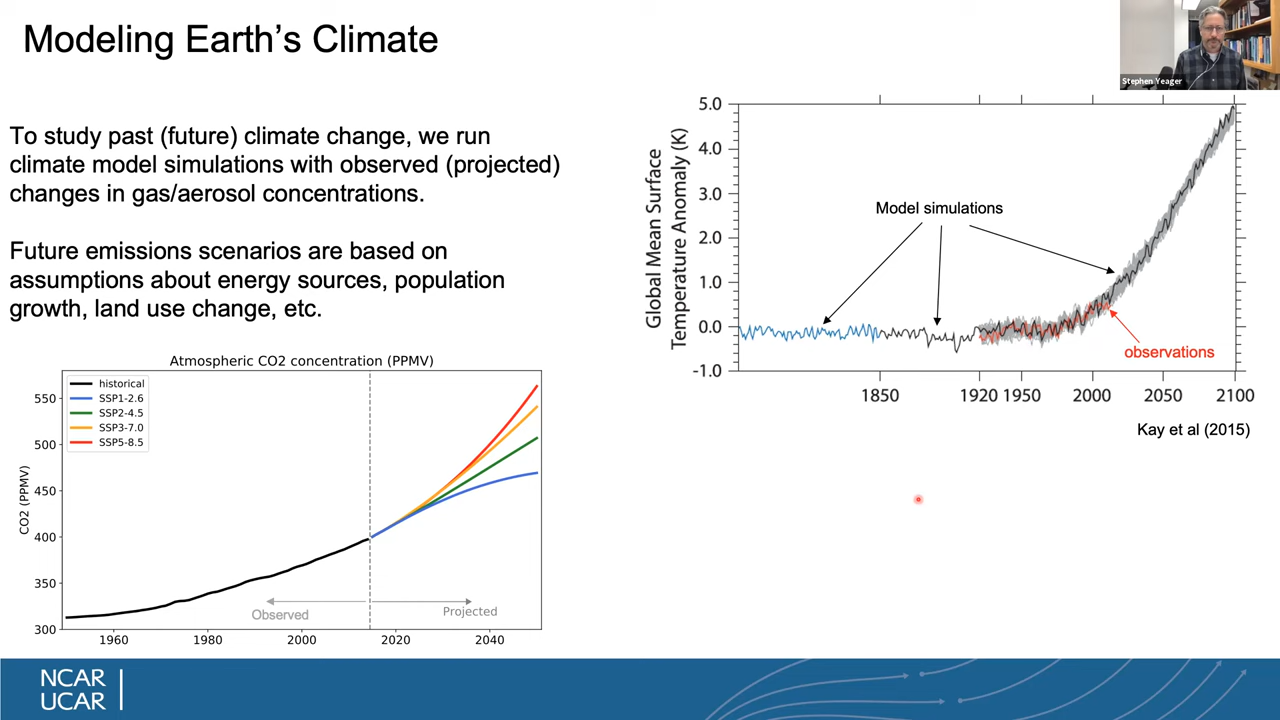 Modeling Earth's Climate
Stephen Yeager
To study past (future) climate change, we run
climate model simulations with observed (projected)
changes in gas/aerosol concentrations.
Future emissions scenarios are based on
assumptions about energy sources, population
growth, land use change, etc.
Global Mean Surface
Temperature Anomaly (K)
5.0
4.0
3.0
2.0
1.0
0.0
-1.0
Model simulations
observations
1850
1920
1950
2000
2050
2100
Kay et al (2015)
Atmospheric CO2 concentration (PPMV)
historical
SSP1-2.6
SSP2-4.5
SSP3-7.0
SSP5-8.5
CO2 (PPMV)
550
500
450
400
350
300
Observed
Projected
1960
1980
2000
2020
2040
NCAR
UCAR